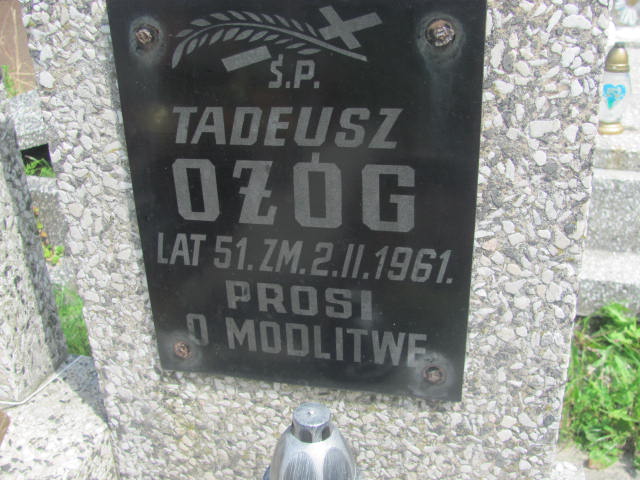 Ś.P.
TADEUSZ
OŻÓG
LAT 51. ZM. 2.II.1961.
PROSI
O MODLITWĘ